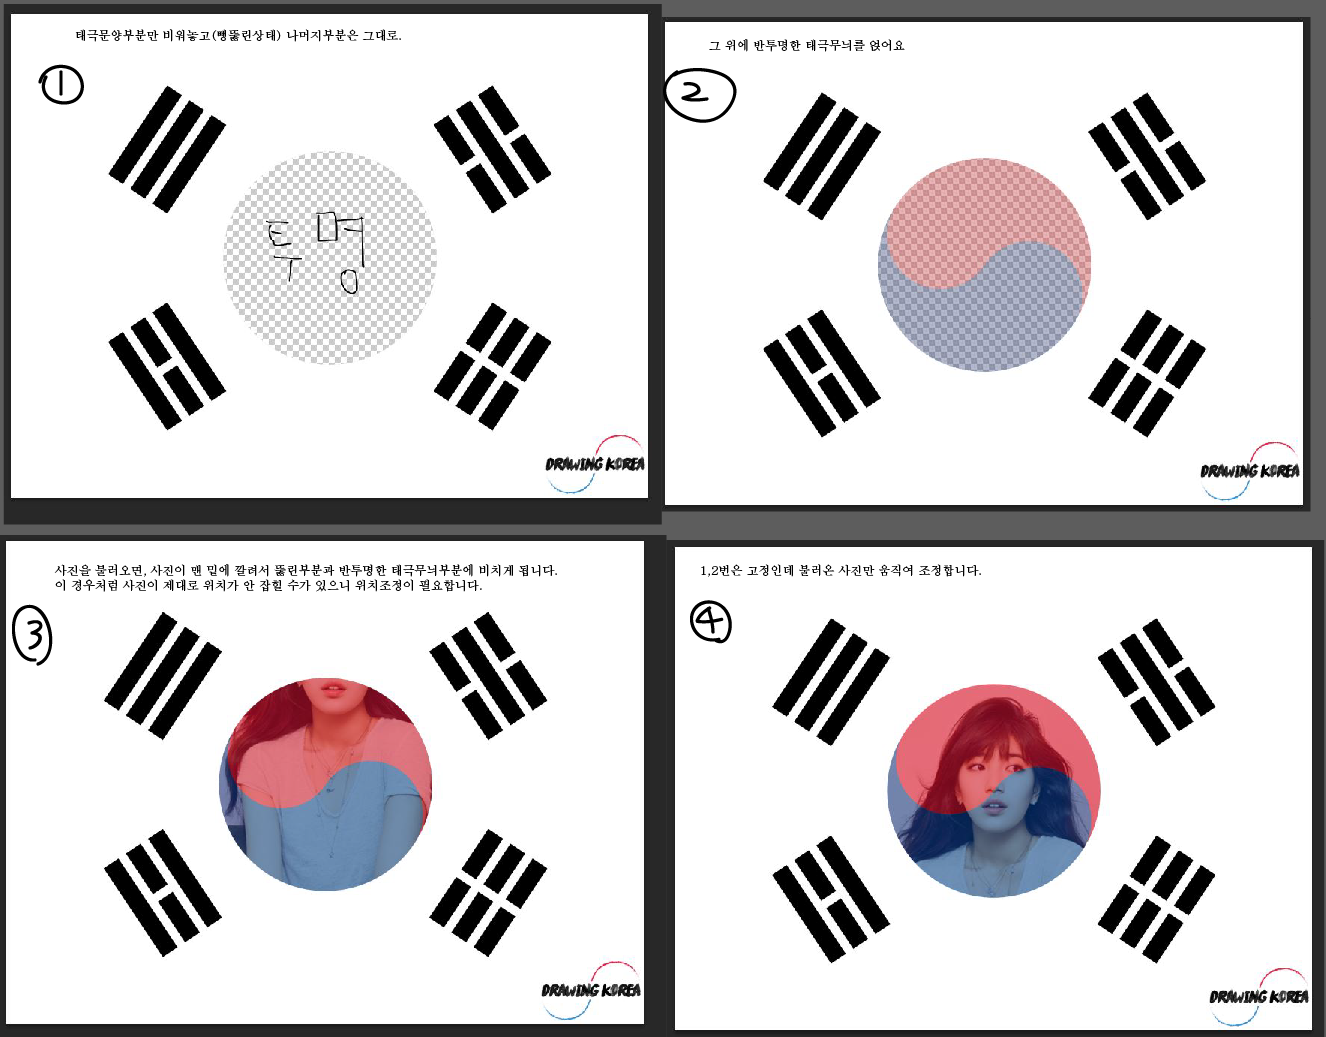 태극문양부분만 비워놓고(뻥뚫린상태) 나머지부분은 그대로.
1
투명
DRAWING KOREA
그 위에 반투명한 태극무늬를 얹어요
2
DRAWING KOREA
사진을 불러오면, 사진이 맨 밑에 깔려서 뚫린부분과 반투명한 태극무늬부분에 비치게 됩니다.
이 경우처럼 사진이 제대로 위치가 안 잡힐 수가 있으니 위치조정이 필요합니다.
3
DRAWING KOREA
1,2번은 고정인데 불러온 사진만 움직여 조정합니다.
4
DRAWING KOREA